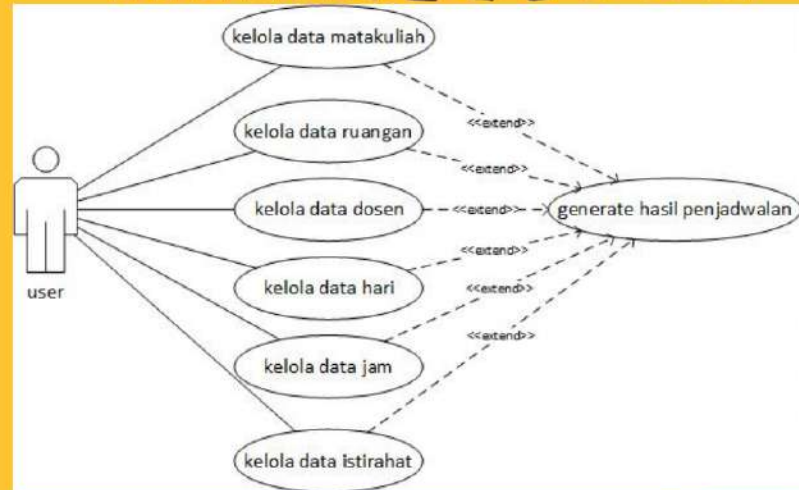 kelola data matakuliah
<<extend>>
kelola data ruangan
<<extend>>
kelola data dosen
<<extend>>
generate hasil penjadwalan
kelola data hari
<<extend>>
user
<<extend>>
kelola data jam
<<extend>>
kelola data istirahat